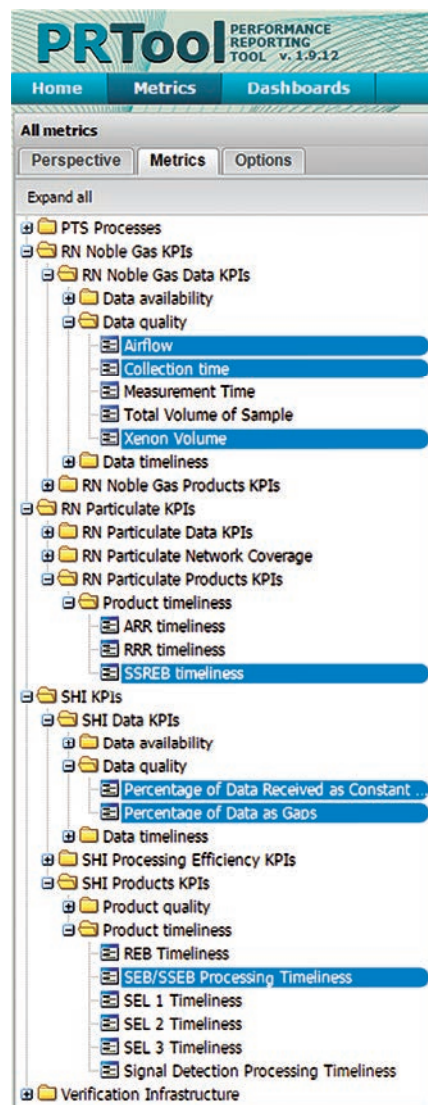 PRTool PERFORMANCE
REPORTING
TOOL v. 1.9.12
Home Metrics Dashboards
All metrics
Perspective Metrics Options
Expand all
PTS Processes
RN Noble Gas KPIs
RN Noble Gas Data KPIs
Data availability
Data quality
Airflow
Collection time
Measurement Time
Total Volume of Sample
Xenon Volume
Data timeliness
RN Noble Gas Products KPIs
RN Particulate KPIs
RN Particulate Data KPIs
RN Particulate Network Coverage
RN Particulate Products KPIs
Product timeliness
ARR timeliness
RRR timeliness
SSREB timeliness
SHI KPIs
SHI Data KPIs
Data availability
Data quality
Percentage of Data Received as Constant ...
Percentage of Data as Gaps
Data timeliness
SHI Processing Efficiency KPIs
SHI Products KPIs
Product quality
Product timeliness
REB Timeliness
SEB/SSEB Processing Timeliness
SEL 1 Timeliness
SEL 2 Timeliness
SEL 3 Timeliness
Signal Detection Processing Timeliness
Verification Infrastructure